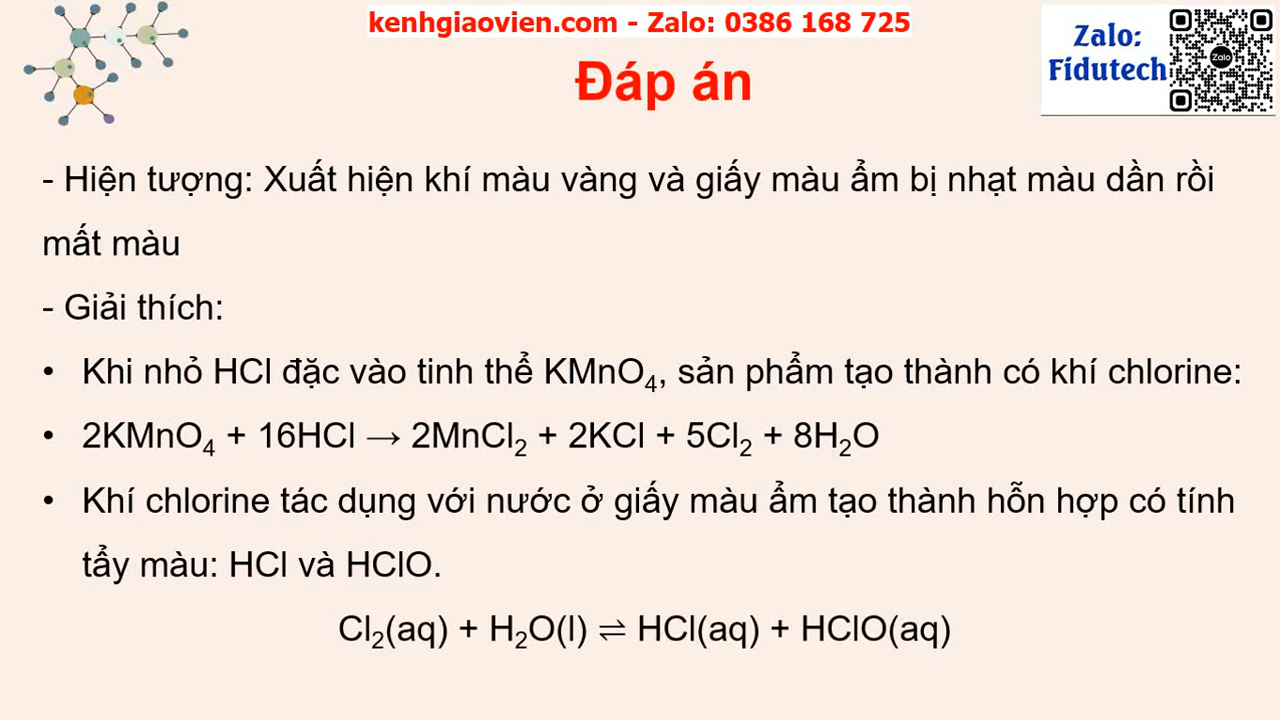 kenhgiaovien.com - Zalo: 0386 168 725
Zalo:
Fidutech
Zalo
Đáp án
- Hiện tượng: Xuất hiện khí màu vàng và giấy màu ẩm bị nhạt màu dần rồi
mất màu
- Giải thích:
• Khi nhỏ HCl đặc vào tinh thể KMnO₄, sản phẩm tạo thành có khí chlorine:
• 2KMnO₄ + 16HCl → 2MnCl₂ + 2KCl + 5Cl₂ + 8H₂O
• Khí chlorine tác dụng với nước ở giấy màu ẩm tạo thành hỗn hợp có tính
tẩy màu: HCl và HClO.
Cl₂(aq) + H₂O(l) ⇌ HCl(aq) + HClO(aq)